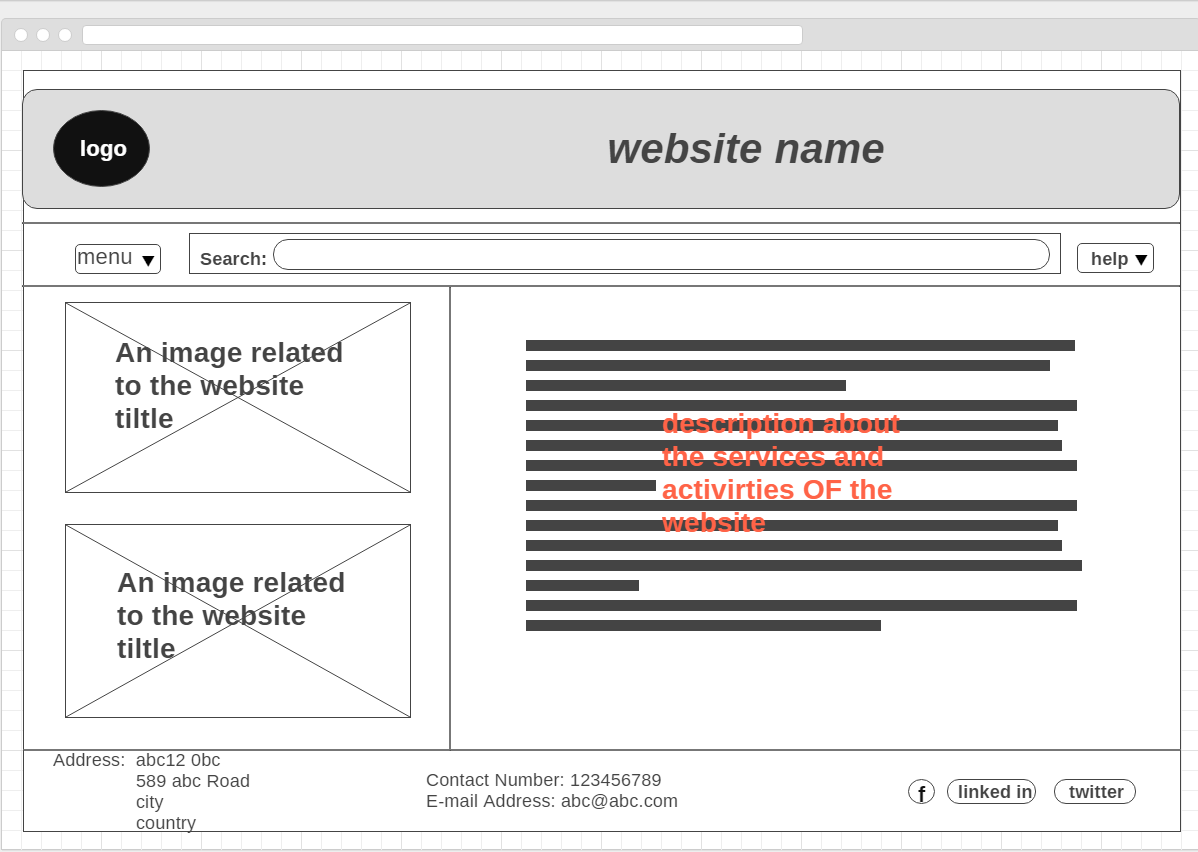 logo
website name
menu
Search:
help
An image related
to the website
tiltle
An image related
to the website
tiltle
description about
the services and
activirties OF the
website
Address: abc12 0bc
589 abc Road
city
country
Contact Number: 123456789
E-mail Address: abc@abc.com
f
linked in
twitter